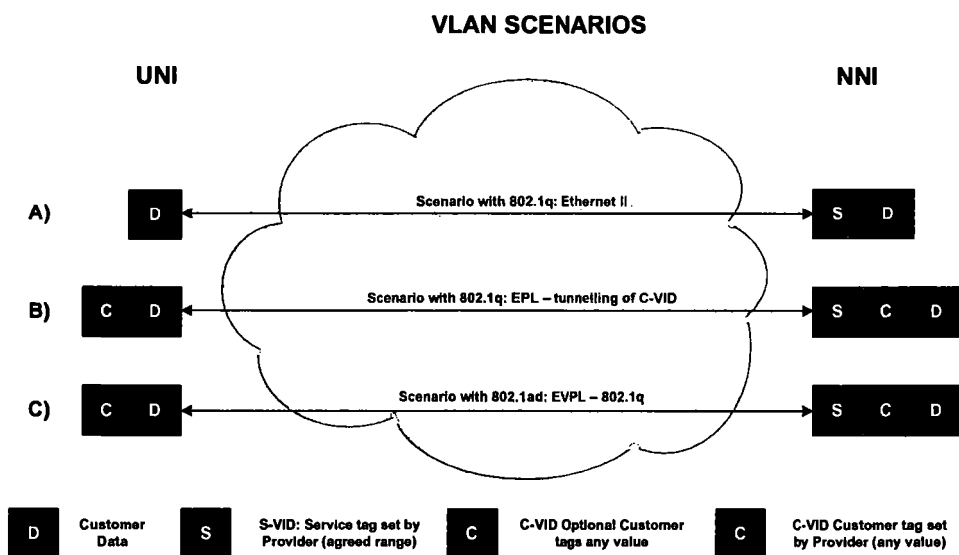 VLAN SCENARIOS
UNI
NNI
A)
D
Scenario with 802.1q: Ethernet II
S D
B)
C D
Scenario with 802.1q: EPL – tunnelling of C-VID
S C D
C)
C D
Scenario with 802.1ad: EVPL – 802.1q
S C D
D
Customer
Data
S
S-VID: Service tag set by
Provider (agreed range)
C
C-VID Optional Customer
tags any value
C
C-VID Customer tag set
by Provider (any value)